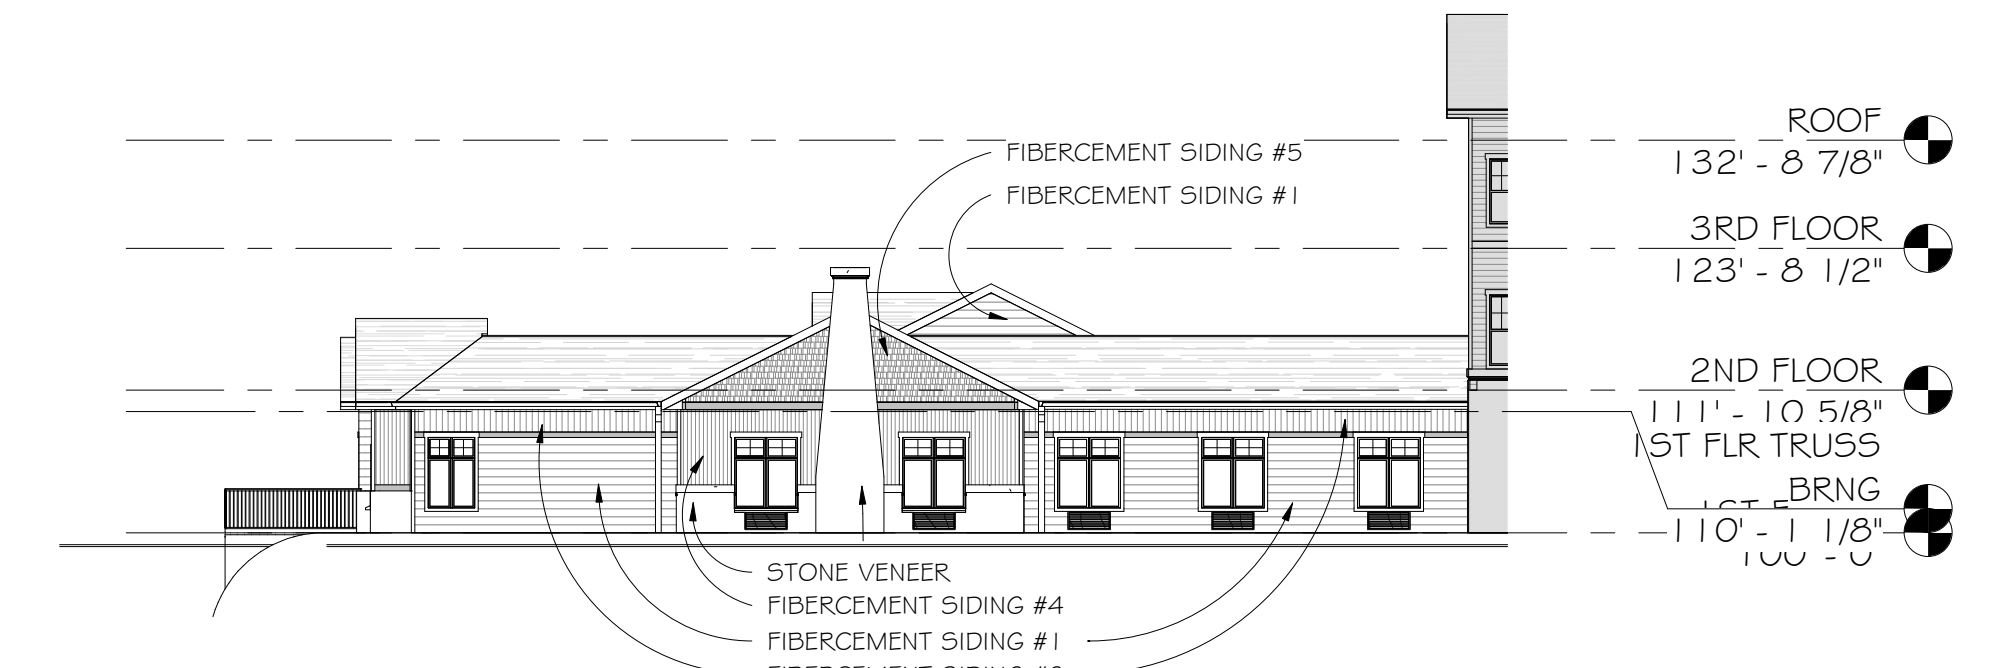 ROOF
132' - 8 7/8"
FIBERCEMENT SIDING #5
FIBERCEMENT SIDING #1
3RD FLOOR
123' - 8 1/2"
2ND FLOOR
111' - 10 5/8"
1ST FLR TRUSS
BRNG
110' - 1 1/8"
STONE VENEER
FIBERCEMENT SIDING #4
FIBERCEMENT SIDING #1